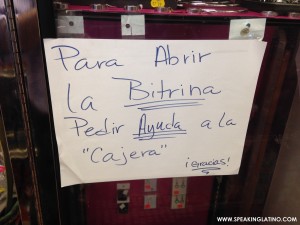 Para Abrir
La Bitrina
Pedir Ayuda a la
"Cajera"
¡Gracias!
WWW.SPEAKINGLATINO.COM